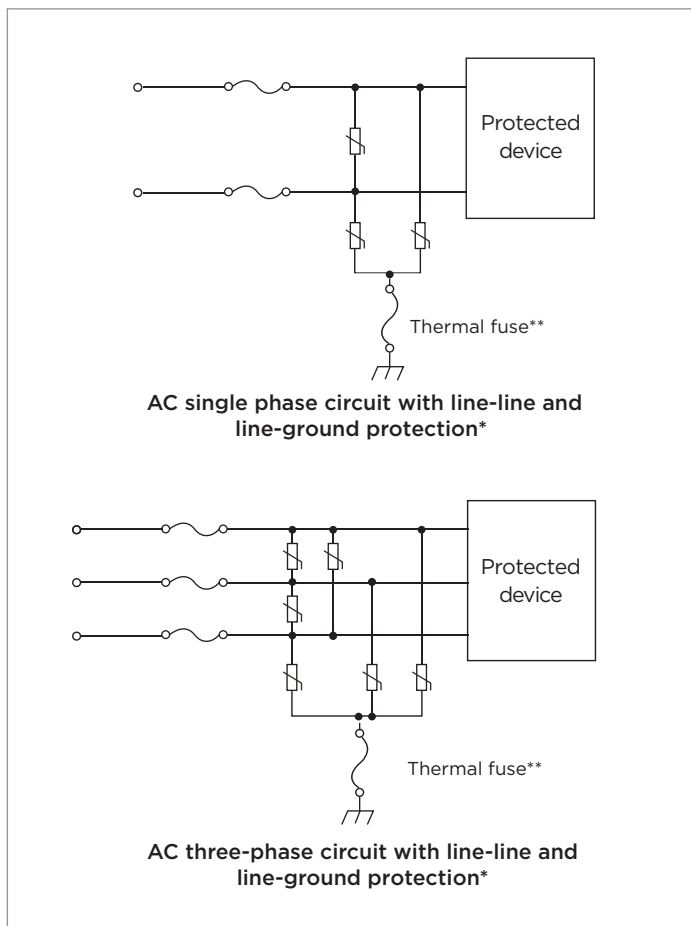 Protected
device
Thermal fuse**
AC single phase circuit with line-line and
line-ground protection*
Protected
device
Thermal fuse**
AC three-phase circuit with line-line and
line-ground protection*